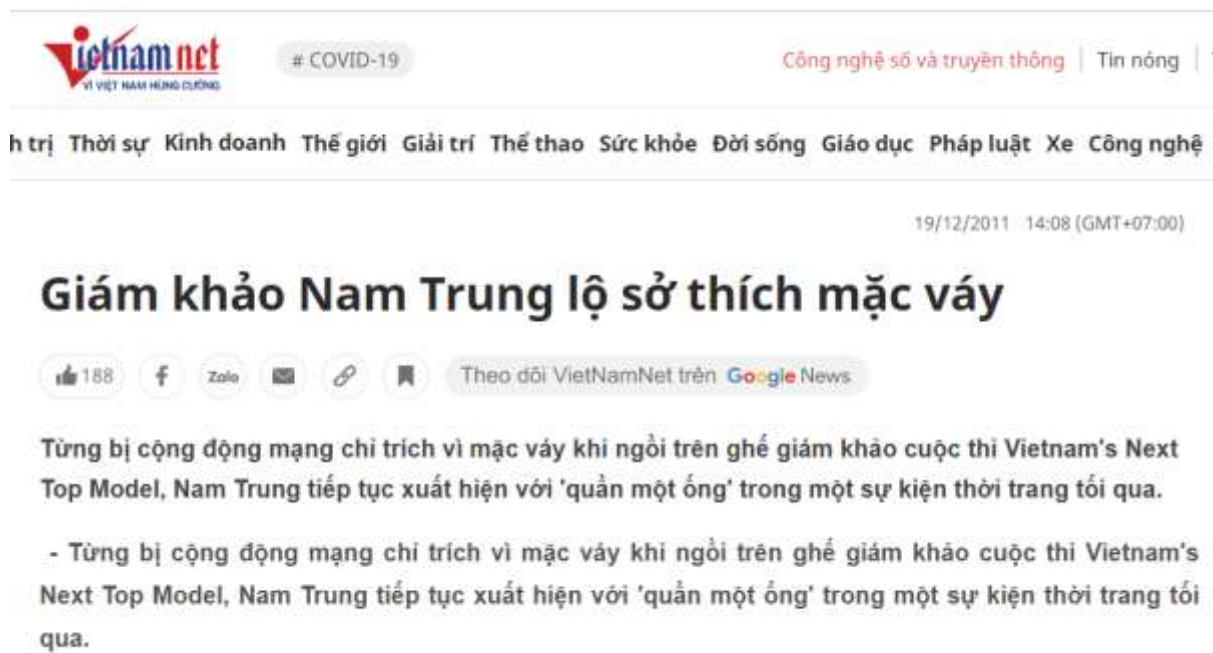 Vietnamnet
VÌ VIỆT NAM HÙNG CƯỜNG
# COVID-19
Công nghệ số và truyền thông
Tin nóng
h trị Thời sự Kinh doanh Thế giới Giải trí Thể thao Sức khỏe Đời sống Giáo dục Pháp luật Xe Công nghệ
19/12/2011 14:08 (GMT+07:00)
Giám khảo Nam Trung lộ sở thích mặc váy
188
Zalo
Theo dõi VietNamNet trên Google News
Từng bị cộng động mạng chỉ trích vì mặc váy khi ngồi trên ghế giám khảo cuộc thi Vietnam's Next
Top Model, Nam Trung tiếp tục xuất hiện với 'quần một ống' trong một sự kiện thời trang tối qua.
- Từng bị cộng động mạng chỉ trích vì mặc váy khi ngồi trên ghế giám khảo cuộc thi Vietnam's
Next Top Model, Nam Trung tiếp tục xuất hiện với 'quần một ống' trong một sự kiện thời trang tối
qua.